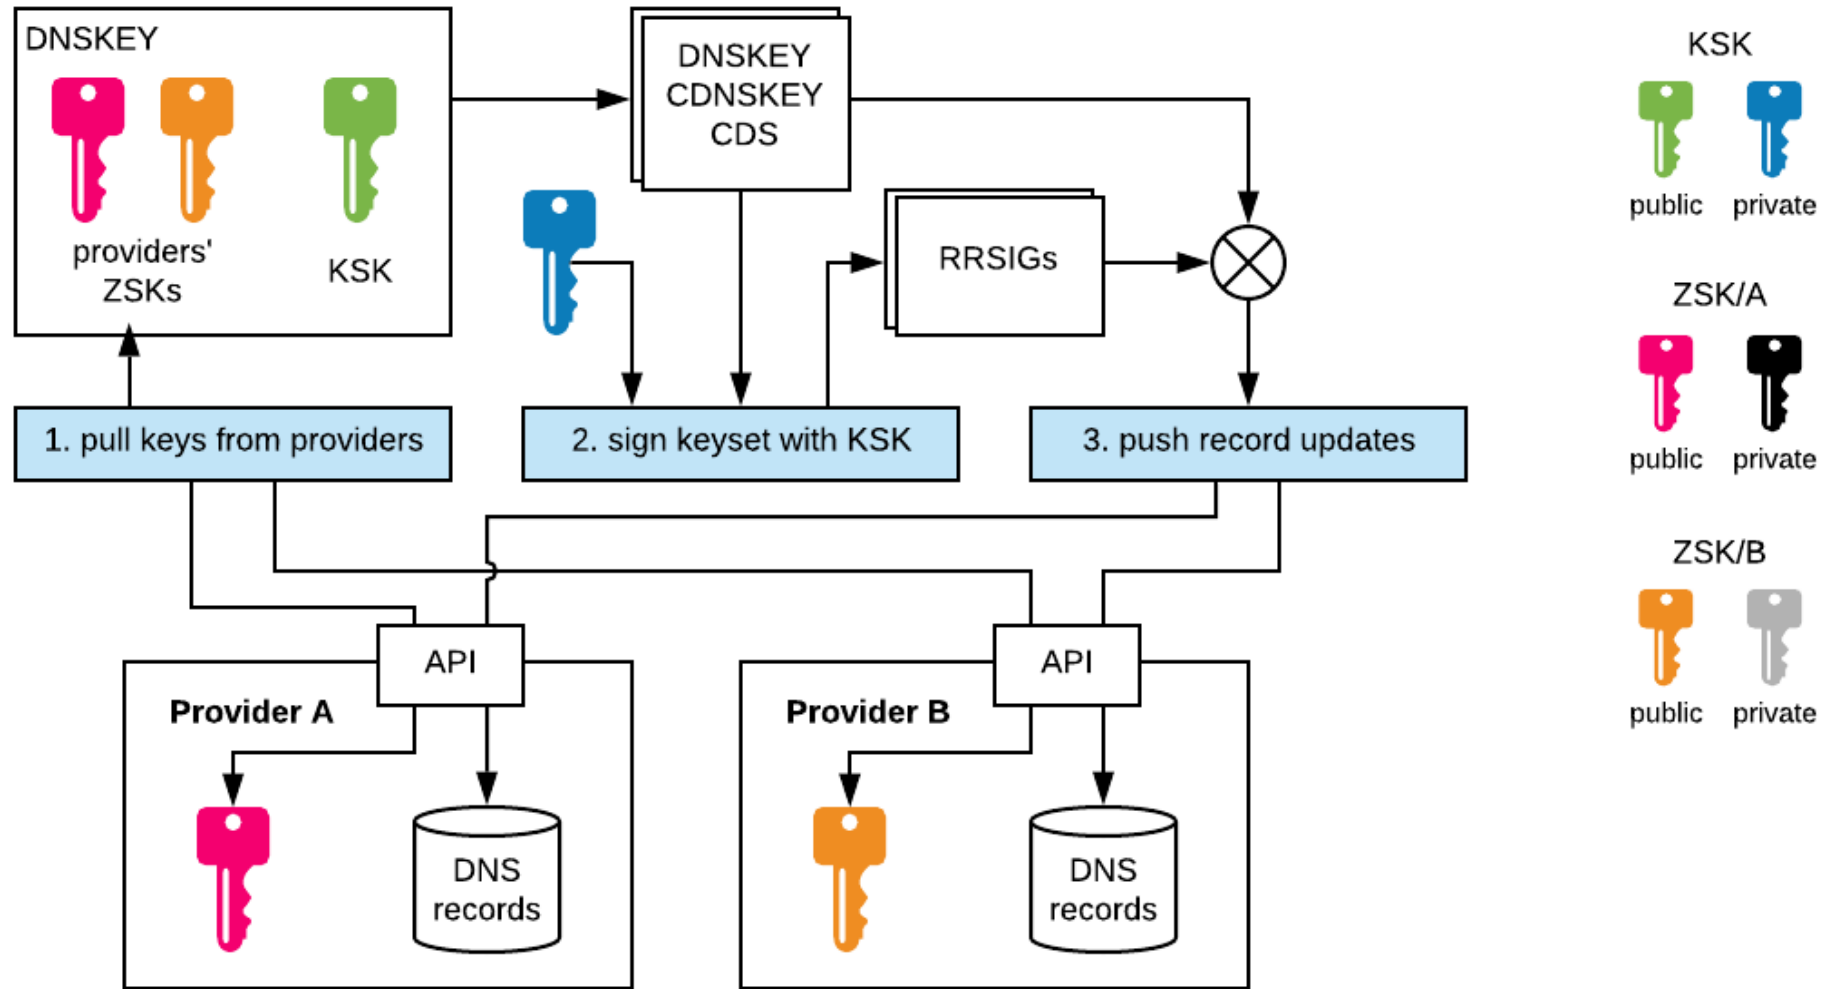 DNSKEY
providers'
ZSKs
KSK
DNSKEY
CDNSKEY
CDS
RRSIGs
1. pull keys from providers
2. sign keyset with KSK
3. push record updates
API
Provider A
DNS
records
API
Provider B
DNS
records
KSK
public private
ZSK/A
public private
ZSK/B
public private